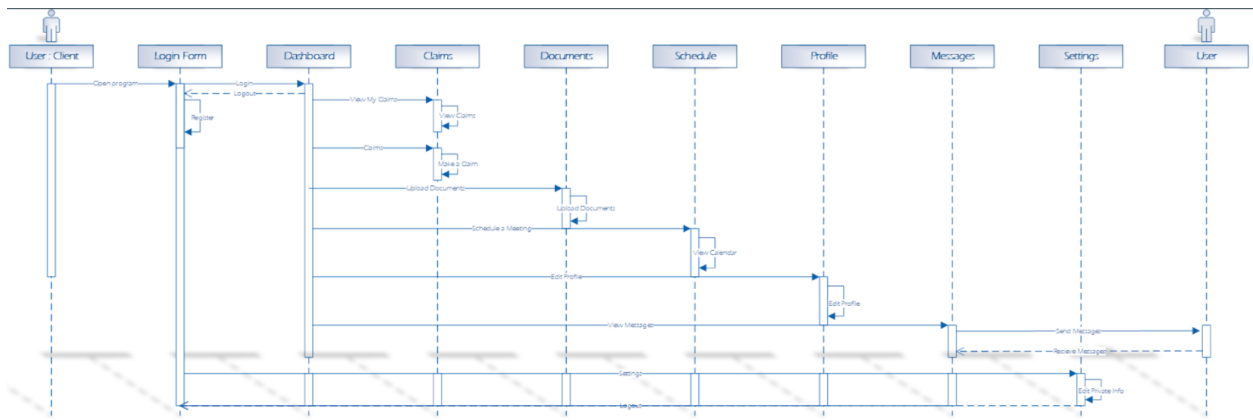 User : Client
Login Form
Dashboard
Claims
Documents
Schedule
Profile
Messages
Settings
User
Open program
Login
Logout
View My Claims
Register
View Claims
Claims
Make a Claim
Upload Documents
Upload Documents
Schedule a Meeting
View Calendar
Edit Profile
Edit Profile
View Messages
Send Messages
Recieve Messages
Settings
Edit Private Info
Logout